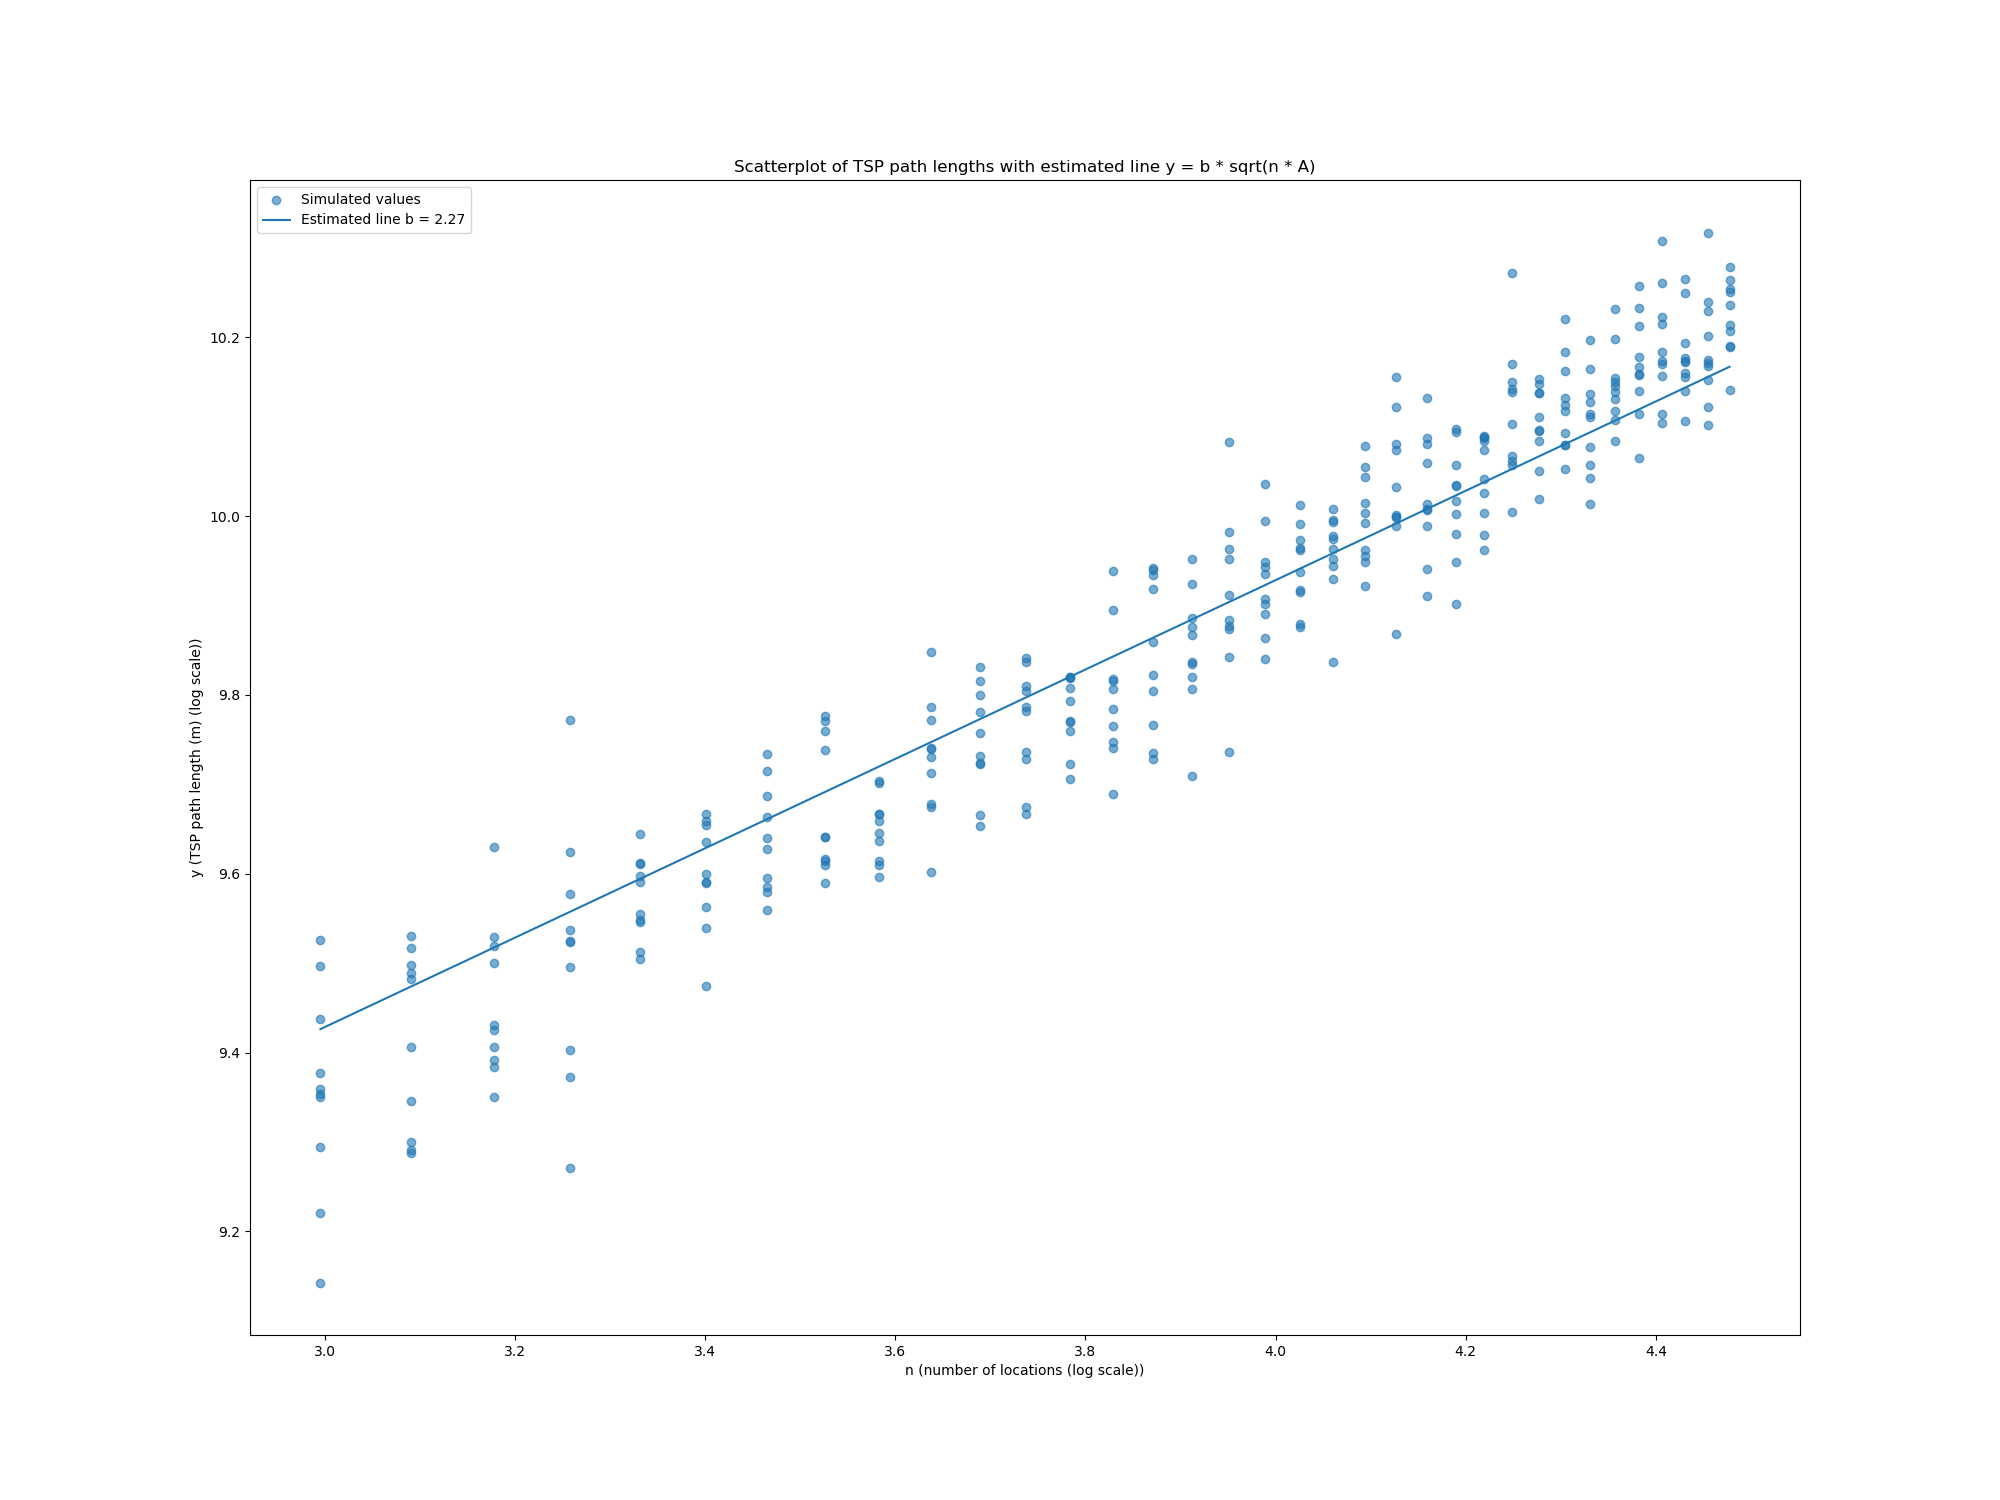 Scatterplot of TSP path lengths with estimated line y = b * sqrt(n * A)
Simulated values
Estimated line b = 2.27
10.2
10.0
9.8
9.6
9.4
9.2
y (TSP path length (m) (log scale))
3.0 3.2 3.4 3.6 3.8 4.0 4.2 4.4
n (number of locations (log scale))